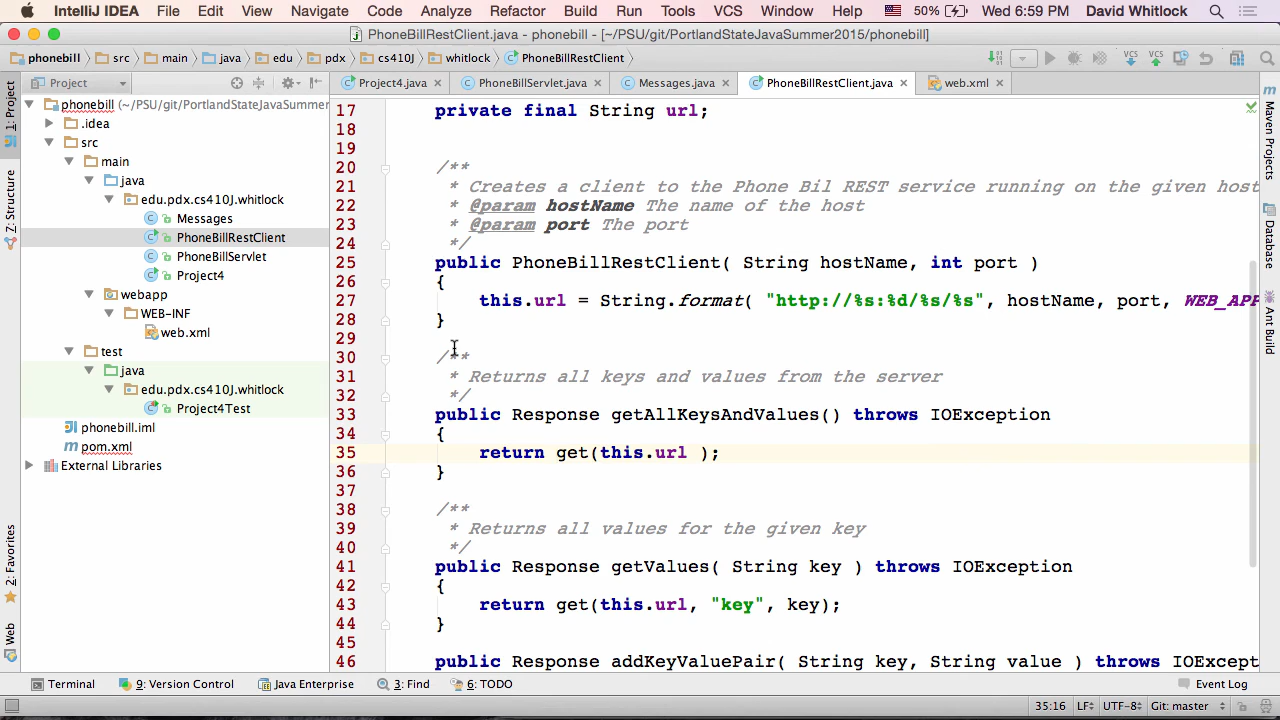 IntelliJ IDEA File Edit View Navigate Code Analyze Refactor Build Run Tools VCS Window Help 50% Wed 6:59 PM David Whitlock
PhoneBillRestClient.java - phonebill - [~/PSU/git/PortlandStateJavaSummer2015/phonebill]
phonebill src main java edu pdx cs410J whitlock PhoneBillRestClient VCS VCS
Project Project4.java PhoneBillServlet.java Messages.java PhoneBillRestClient.java web.xml
1: Project
Z: Structure
2: Favorites
Web
phonebill (~/PSU/git/PortlandStateJavaSummer
.idea
src
main
java
edu.pdx.cs410J.whitlock
Messages
PhoneBillRestClient
PhoneBillServlet
Project4
webapp
WEB-INF
web.xml
test
java
edu.pdx.cs410J.whitlock
Project4Test
phonebill.iml
pom.xml
External Libraries
17 private final String url;
18
19
20 /**
21 * Creates a client to the Phone Bil REST service running on the given host
22 * @param hostName The name of the host
23 * @param port The port
24 */
25 public PhoneBillRestClient( String hostName, int port )
26 {
27 this.url = String.format( "http://%s:%d/%s/%s", hostName, port, WEB_APP
28 }
29
30 /**
31 * Returns all keys and values from the server
32 */
33 public Response getAllKeysAndValues() throws IOException
34 {
35 return get(this.url );
36 }
37
38 /**
39 * Returns all values for the given key
40 */
41 public Response getValues( String key ) throws IOException
42 {
43 return get(this.url, "key", key);
44 }
45
46 public Response addKeyValuePair( String key, String value ) throws IOExcept
Maven Projects
Database
Ant Build
Terminal 9: Version Control Java Enterprise 3: Find 6: TODO Event Log
35:16 LF UTF-8 Git: master